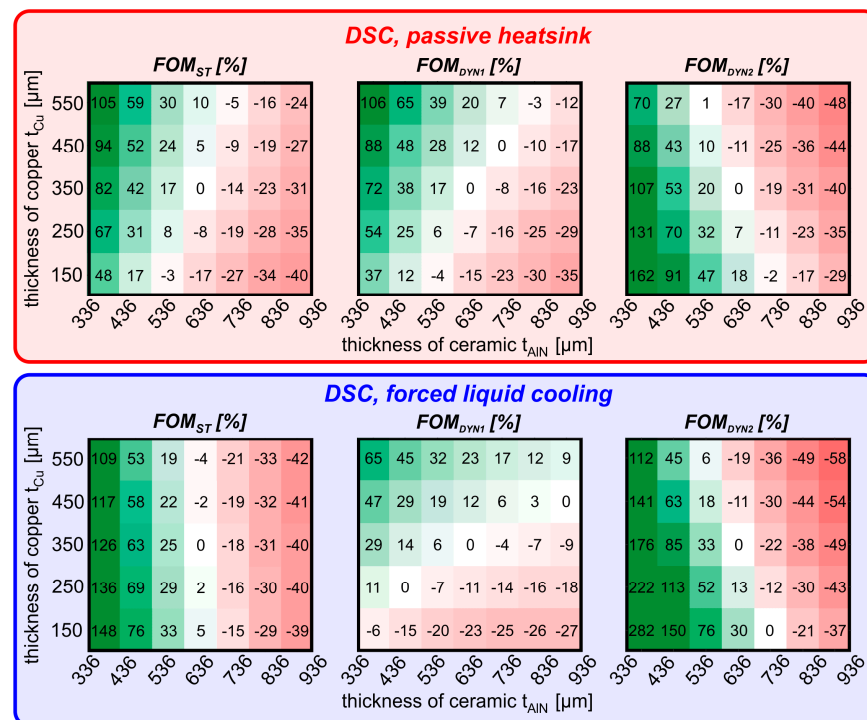 DSC, passive heatsink
FOM_ST [%] FOM_DYN1 [%] FOM_DYN2 [%]
thickness of copper t_Cu [µm]
550 105 59 30 10 -5 -16 -24 106 65 39 20 7 -3 -12 70 27 1 -17 -30 -40 -48
450 94 52 24 5 -9 -19 -27 88 48 28 12 0 -10 -17 88 43 10 -11 -25 -36 -44
350 82 42 17 0 -14 -23 -31 72 38 17 0 -8 -16 -23 107 53 20 0 -19 -31 -40
250 67 31 8 -8 -19 -28 -35 54 25 6 -7 -16 -25 -29 131 70 32 7 -11 -23 -35
150 48 17 -3 -17 -27 -34 -40 37 12 -4 -15 -23 -30 -35 162 91 47 18 -2 -17 -29
336 436 536 636 736 836 936 336 436 536 636 736 836 936 336 436 536 636 736 836 936
thickness of ceramic t_AlN [µm]
DSC, forced liquid cooling
FOM_ST [%] FOM_DYN1 [%] FOM_DYN2 [%]
thickness of copper t_Cu [µm]
550 109 53 19 -4 -21 -33 -42 65 45 32 23 17 12 9 112 45 6 -19 -36 -49 -58
450 117 58 22 -2 -19 -32 -41 47 29 19 12 6 3 0 141 63 18 -11 -30 -44 -54
350 126 63 25 0 -18 -31 -40 29 14 6 0 -4 -7 -9 176 85 33 0 -22 -38 -49
250 136 69 29 2 -16 -30 -40 11 0 -7 -11 -14 -16 -18 222 113 52 13 -12 -30 -43
150 148 76 33 5 -15 -29 -39 -6 -15 -20 -23 -25 -26 -27 282 150 76 30 0 -21 -37
336 436 536 636 736 836 936 336 436 536 636 736 836 936 336 436 536 636 736 836 936
thickness of ceramic t_AlN [µm]